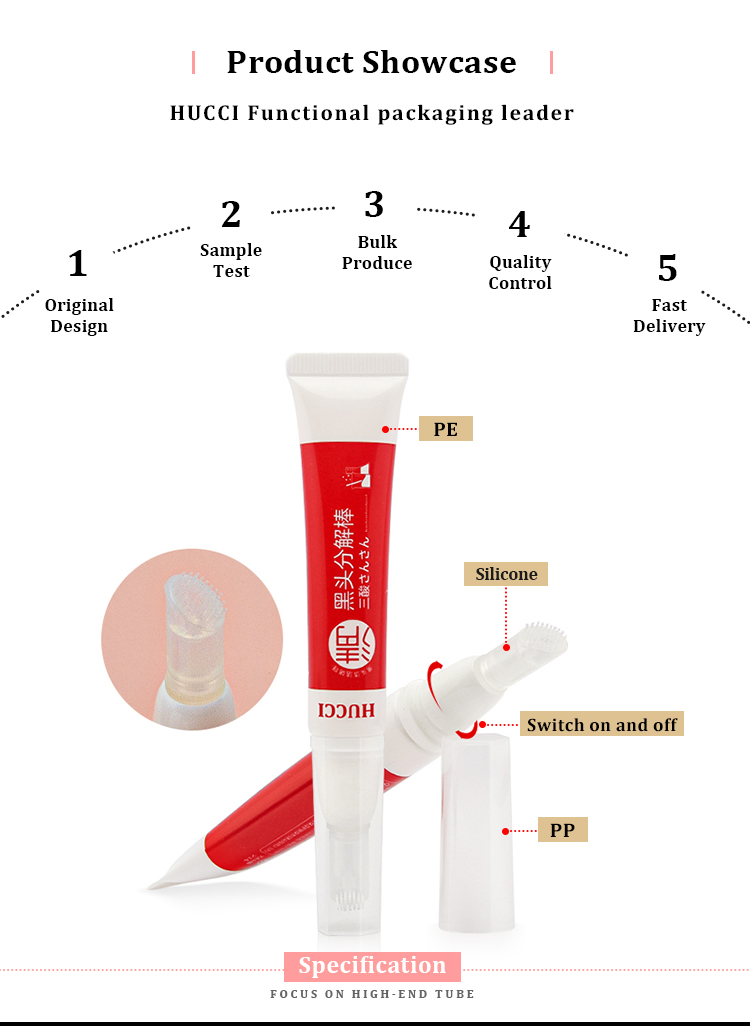 Product Showcase
HUCCI Functional packaging leader
1
Original
Design
2
Sample
Test
3
Bulk
Produce
4
Quality
Control
5
Fast
Delivery
PE
黑头分解棒
三酸さんさん
HUCCI
Silicone
Switch on and off
PP
Specification
FOCUS ON HIGH-END TUBE